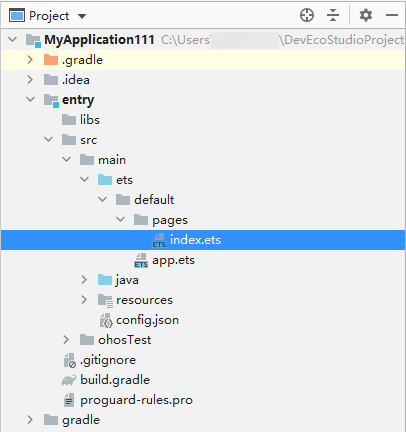 Project
MyApplication111 C:\Users\ \DevEcoStudioProject
.gradle
.idea
entry
libs
src
main
ets
default
pages
ETS index.ets
ETS app.ets
java
resources
config.json
ohosTest
.gitignore
build.gradle
proguard-rules.pro
gradle